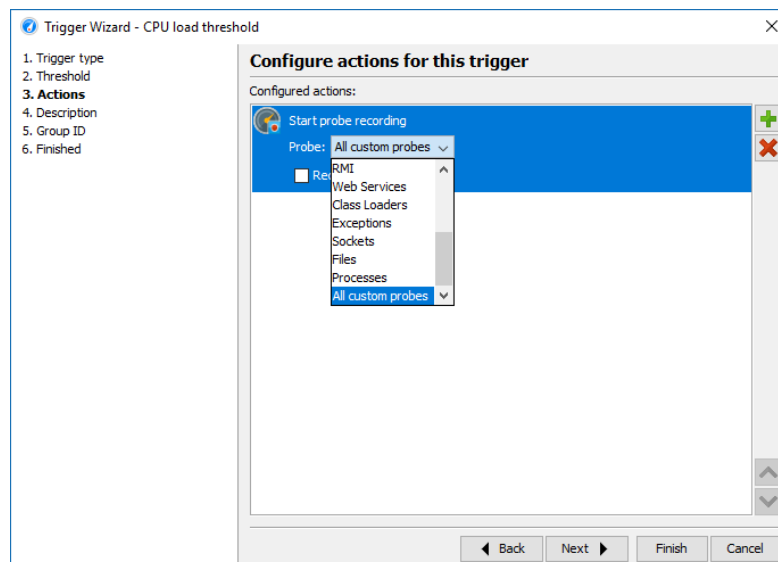 Trigger Wizard - CPU load threshold
1. Trigger type
2. Threshold
3. Actions
4. Description
5. Group ID
6. Finished
Configure actions for this trigger
Configured actions:
Start probe recording
Probe: All custom probes
RMI
Web Services
Class Loaders
Exceptions
Sockets
Files
Processes
All custom probes
Back
Next
Finish
Cancel